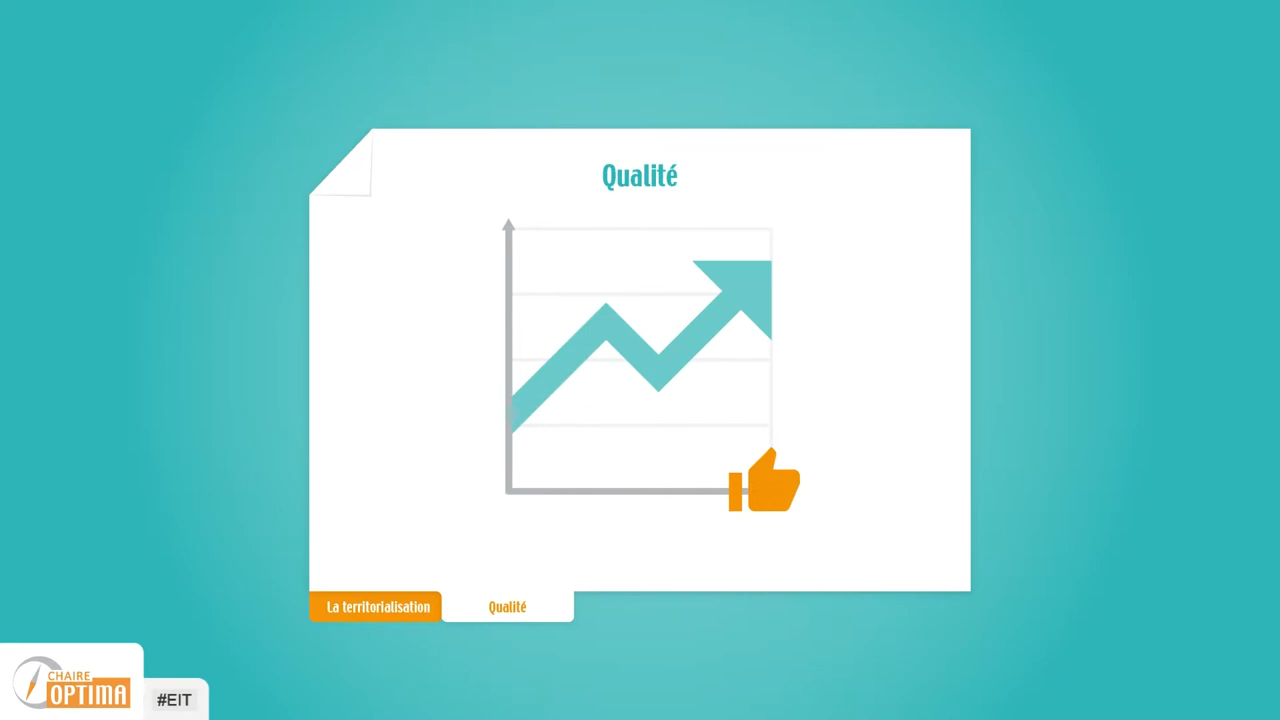 Qualité
La territorialisation
Qualité
CHAIRE
OPTIMA
#EIT